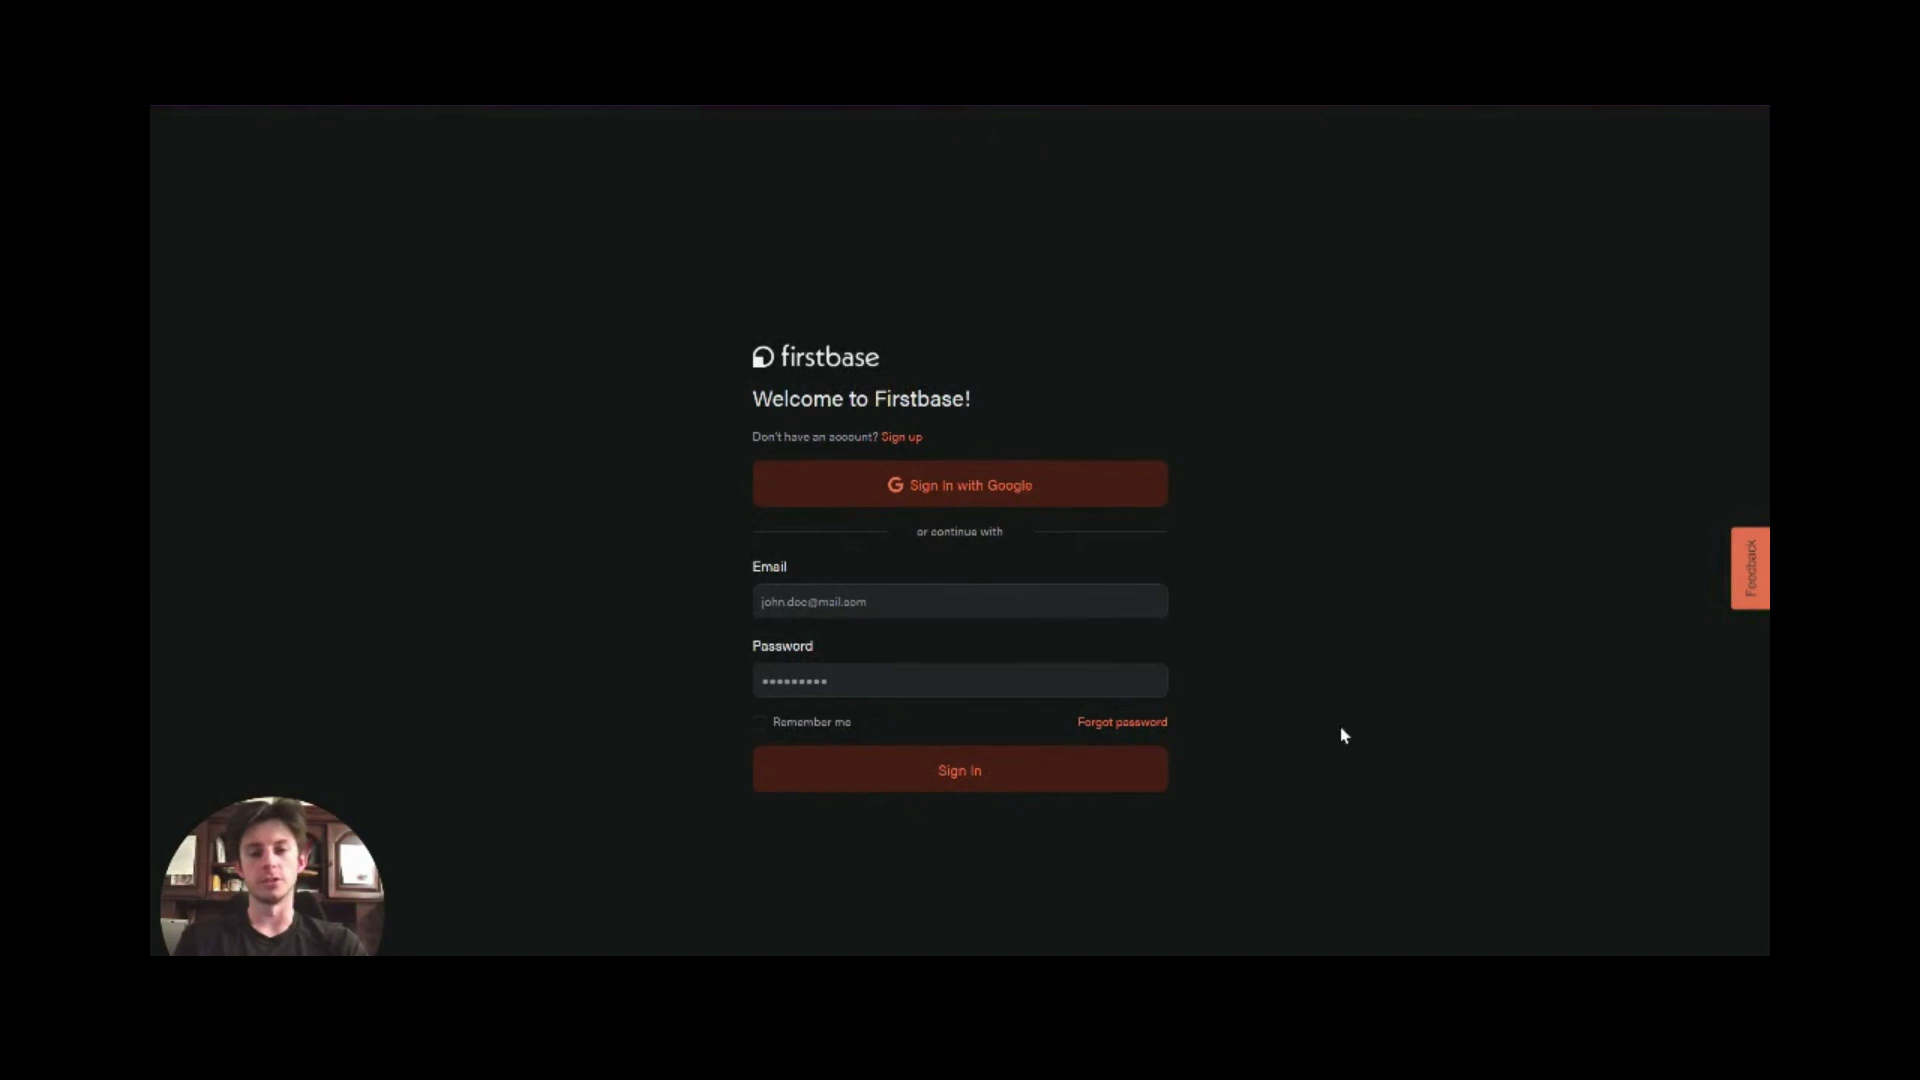 firstbase
Welcome to Firstbase!
Don't have an account? Sign up
Sign In with Google
or continue with
Email
john.doe@mail.com
Password
Remember me
Forgot password
Sign In
Feedback